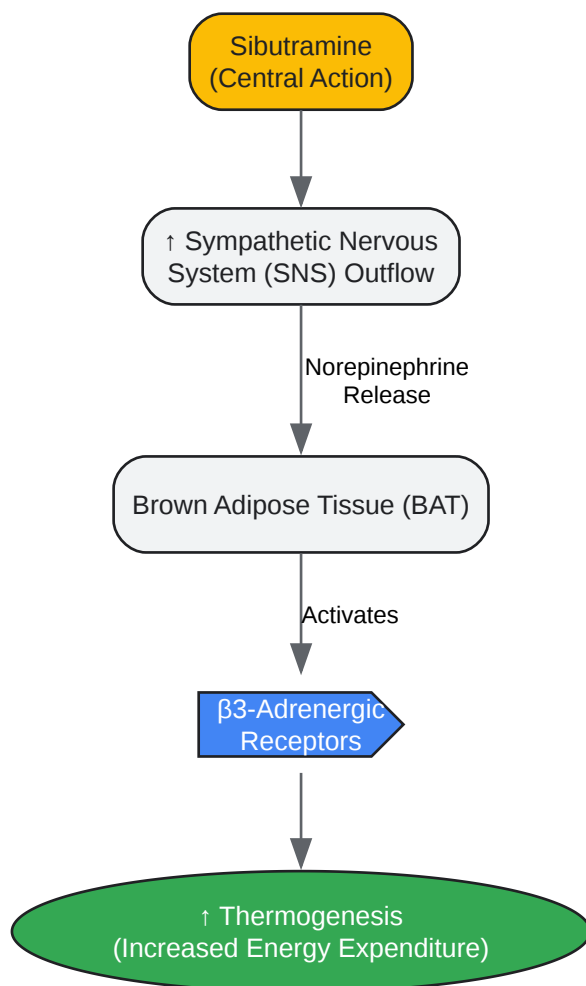 Sibutramine
(Central Action)
↑ Sympathetic Nervous
System (SNS) Outflow
Norepinephrine
Release
Brown Adipose Tissue (BAT)
Activates
β3-Adrenergic
Receptors
↑ Thermogenesis
(Increased Energy Expenditure)